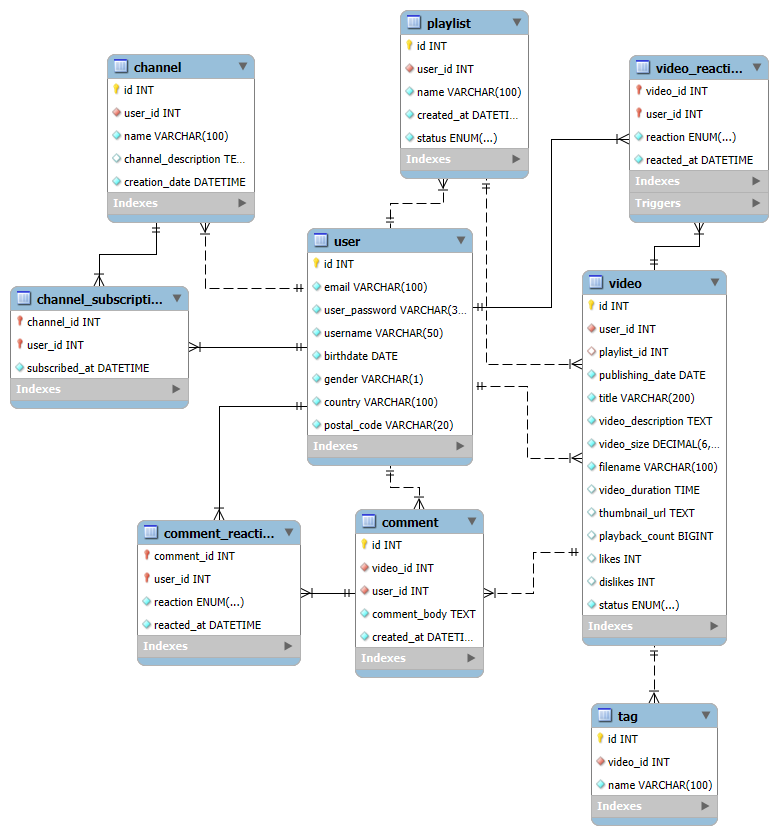 playlist
id INT
user_id INT
name VARCHAR(100)
created_at DATETI...
status ENUM(...)
Indexes
channel
id INT
user_id INT
name VARCHAR(100)
channel_description TE...
creation_date DATETIME
Indexes
video_reacti...
video_id INT
user_id INT
reaction ENUM(...)
reacted_at DATETIME
Indexes
Triggers
user
id INT
email VARCHAR(100)
user_password VARCHAR(3...
username VARCHAR(50)
birthdate DATE
gender VARCHAR(1)
country VARCHAR(100)
postal_code VARCHAR(20)
Indexes
channel_subscripti...
channel_id INT
user_id INT
subscribed_at DATETIME
Indexes
video
id INT
user_id INT
playlist_id INT
publishing_date DATE
title VARCHAR(200)
video_description TEXT
video_size DECIMAL(6,...
filename VARCHAR(100)
video_duration TIME
thumbnail_url TEXT
playback_count BIGINT
likes INT
dislikes INT
status ENUM(...)
Indexes
comment_reacti...
comment_id INT
user_id INT
reaction ENUM(...)
reacted_at DATETIME
Indexes
comment
id INT
video_id INT
user_id INT
comment_body TEXT
created_at DATETI...
Indexes
tag
id INT
video_id INT
name VARCHAR(100)
Indexes